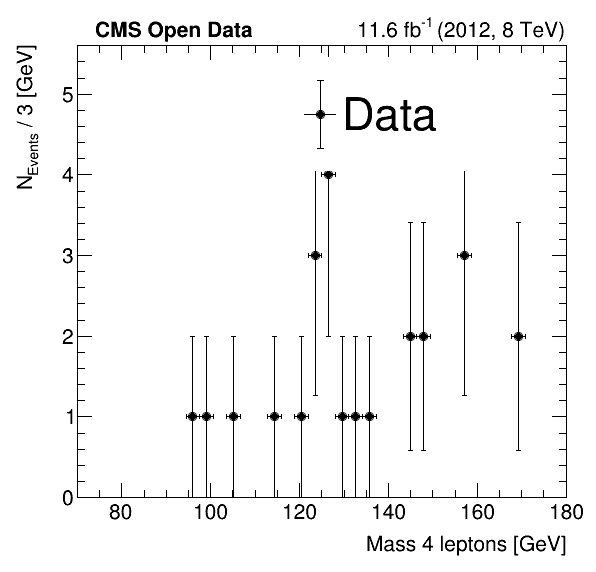 CMS Open Data 11.6 fb⁻¹ (2012, 8 TeV)
N_Events / 3 [GeV]
5
4
3
2
1
0
Data
80 100 120 140 160 180
Mass 4 leptons [GeV]